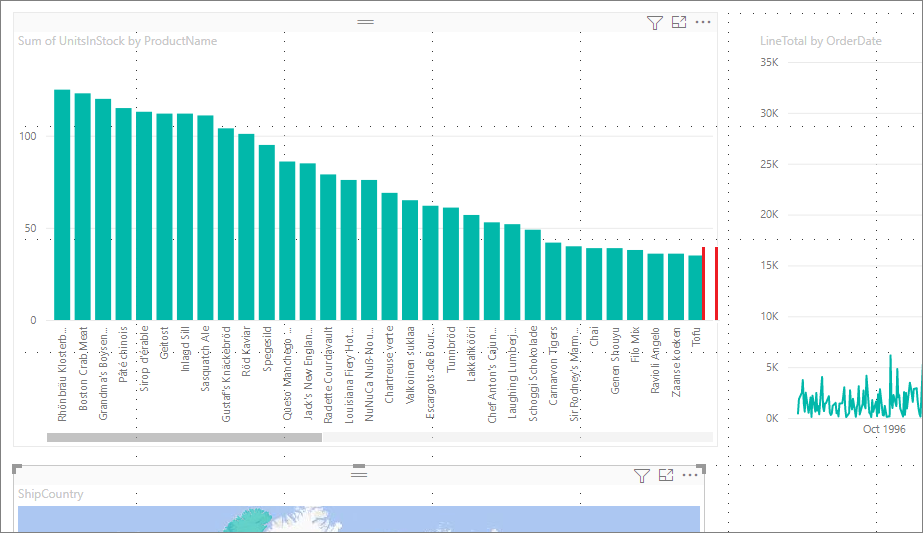 Sum of UnitsInStock by ProductName
100
50
0
Rhönbräu Klosterb...
Boston Crab Meat
Grandma's Boysen...
Pâté chinois
Sirop d'érable
Geitost
Inlagd Sill
Sasquatch Ale
Gustaf's Knäckebröd
Röd Kaviar
Spegesild
Queso Manchego ...
Jack's New Englan...
Raclette Courdavault
Louisiana Fiery Hot...
NuNuCa Nuß-Nou...
Chartreuse verte
Valkoinen suklaa
Escargots de Bour...
Tunnbröd
Lakkalikööri
Chef Anton's Cajun...
Laughing Lumberj...
Schoggi Schokolade
Carnarvon Tigers
Sir Rodney's Marm...
Chai
Genen Shouyu
Filo Mix
Ravioli Angelo
Zaanse koeken
Tofu
LineTotal by OrderDate
35K
30K
25K
20K
15K
10K
5K
0K
Oct 1996
ShipCountry